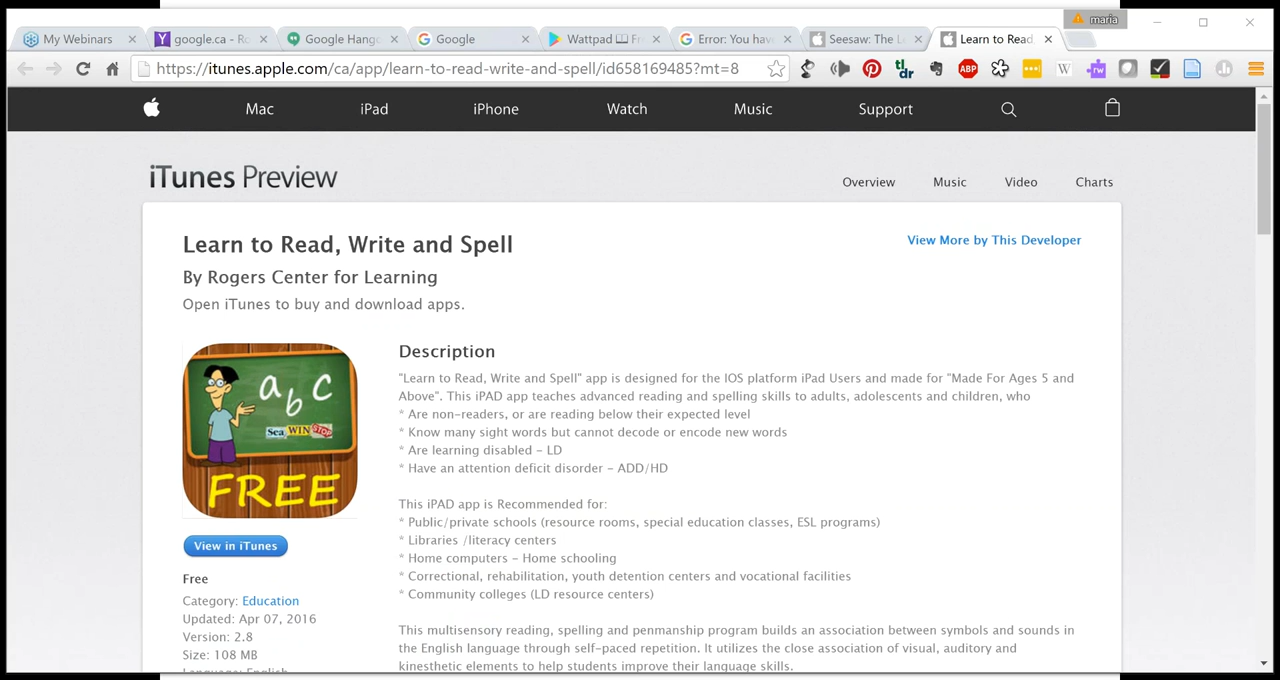 maria
My Webinars
google.ca - Ro
Google Hango
Google
Wattpad Fr
Error: You hav
Seesaw: The L
Learn to Read
https://itunes.apple.com/ca/app/learn-to-read-write-and-spell/id658169485?mt=8
tl;dr
ABP
W
rw
Mac
iPad
iPhone
Watch
Music
Support
iTunes Preview
Overview
Music
Video
Charts
Learn to Read, Write and Spell
View More by This Developer
By Rogers Center for Learning
Open iTunes to buy and download apps.
a b c
Sea WIN STOP
FREE
View in iTunes
Free
Category: Education
Updated: Apr 07, 2016
Version: 2.8
Size: 108 MB
Language: English
Description
"Learn to Read, Write and Spell" app is designed for the IOS platform iPad Users and made for "Made For Ages 5 and
Above". This iPAD app teaches advanced reading and spelling skills to adults, adolescents and children, who
* Are non-readers, or are reading below their expected level
* Know many sight words but cannot decode or encode new words
* Are learning disabled - LD
* Have an attention deficit disorder - ADD/HD
This iPAD app is Recommended for:
* Public/private schools (resource rooms, special education classes, ESL programs)
* Libraries /literacy centers
* Home computers - Home schooling
* Correctional, rehabilitation, youth detention centers and vocational facilities
* Community colleges (LD resource centers)
This multisensory reading, spelling and penmanship program builds an association between symbols and sounds in
the English language through self-paced repetition. It utilizes the close association of visual, auditory and
kinesthetic elements to help students improve their language skills.